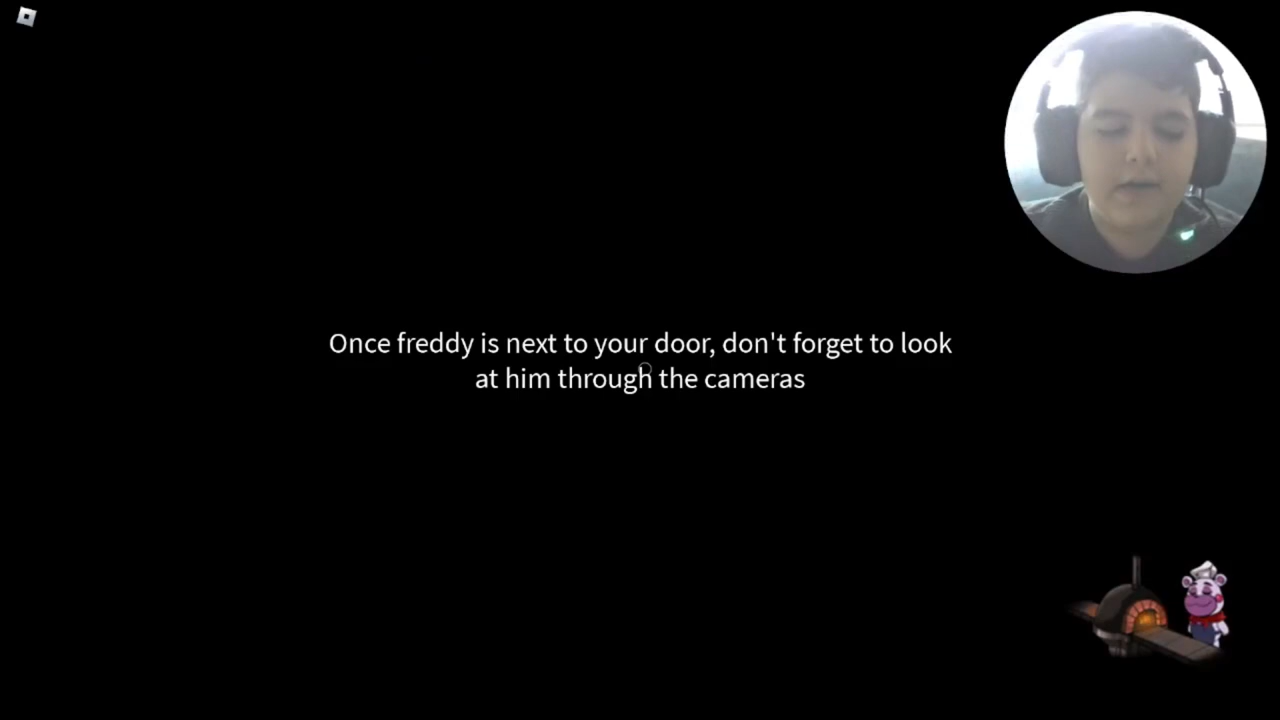 Once freddy is next to your door, don't forget to look
at him through the cameras